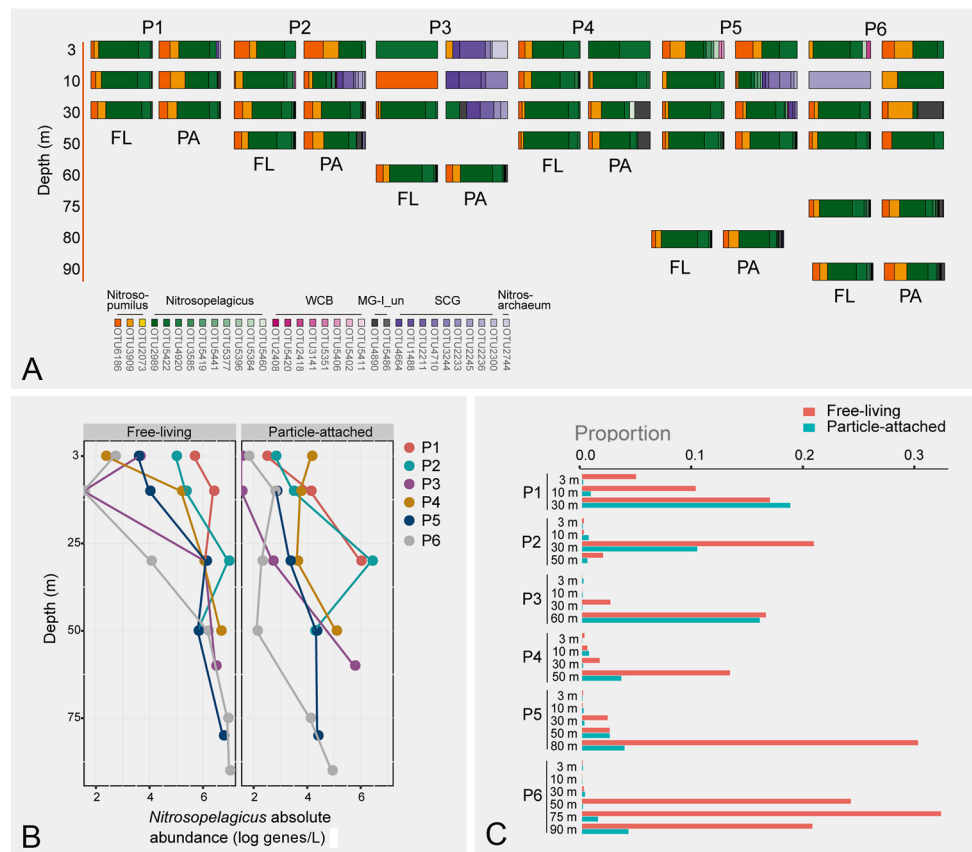 P1 P2 P3 P4 P5 P6
3
10
30
50
60
75
80
90
Depth (m)
FL PA
FL PA
FL PA
FL PA
FL PA
FL PA
Nitroso-
pumilus
Nitrosopelagicus
WCB
MG-I_un
SCG
Nitros-
archaeum
OTU6186
OTU3909
OTU2073
OTU2989
OTU5422
OTU4920
OTU3585
OTU5419
OTU5441
OTU5377
OTU5396
OTU5384
OTU5460
OTU2408
OTU5420
OTU2418
OTU3141
OTU5351
OTU5406
OTU5402
OTU5411
OTU4890
OTU5486
OTU4664
OTU1488
OTU2211
OTU4710
OTU3244
OTU2233
OTU2245
OTU2236
OTU2300
OTU2744
A
Free-living Particle-attached
3
25
50
75
Depth (m)
2 4 6 2 4 6
Nitrosopelagicus absolute
abundance (log genes/L)
P1
P2
P3
P4
P5
P6
B
Free-living
Particle-attached
Proportion
0.0 0.1 0.2 0.3
P1
3 m
10 m
30 m
P2
3 m
10 m
30 m
50 m
P3
3 m
10 m
30 m
60 m
P4
3 m
10 m
30 m
50 m
P5
3 m
10 m
30 m
50 m
80 m
P6
3 m
10 m
30 m
50 m
75 m
90 m
C